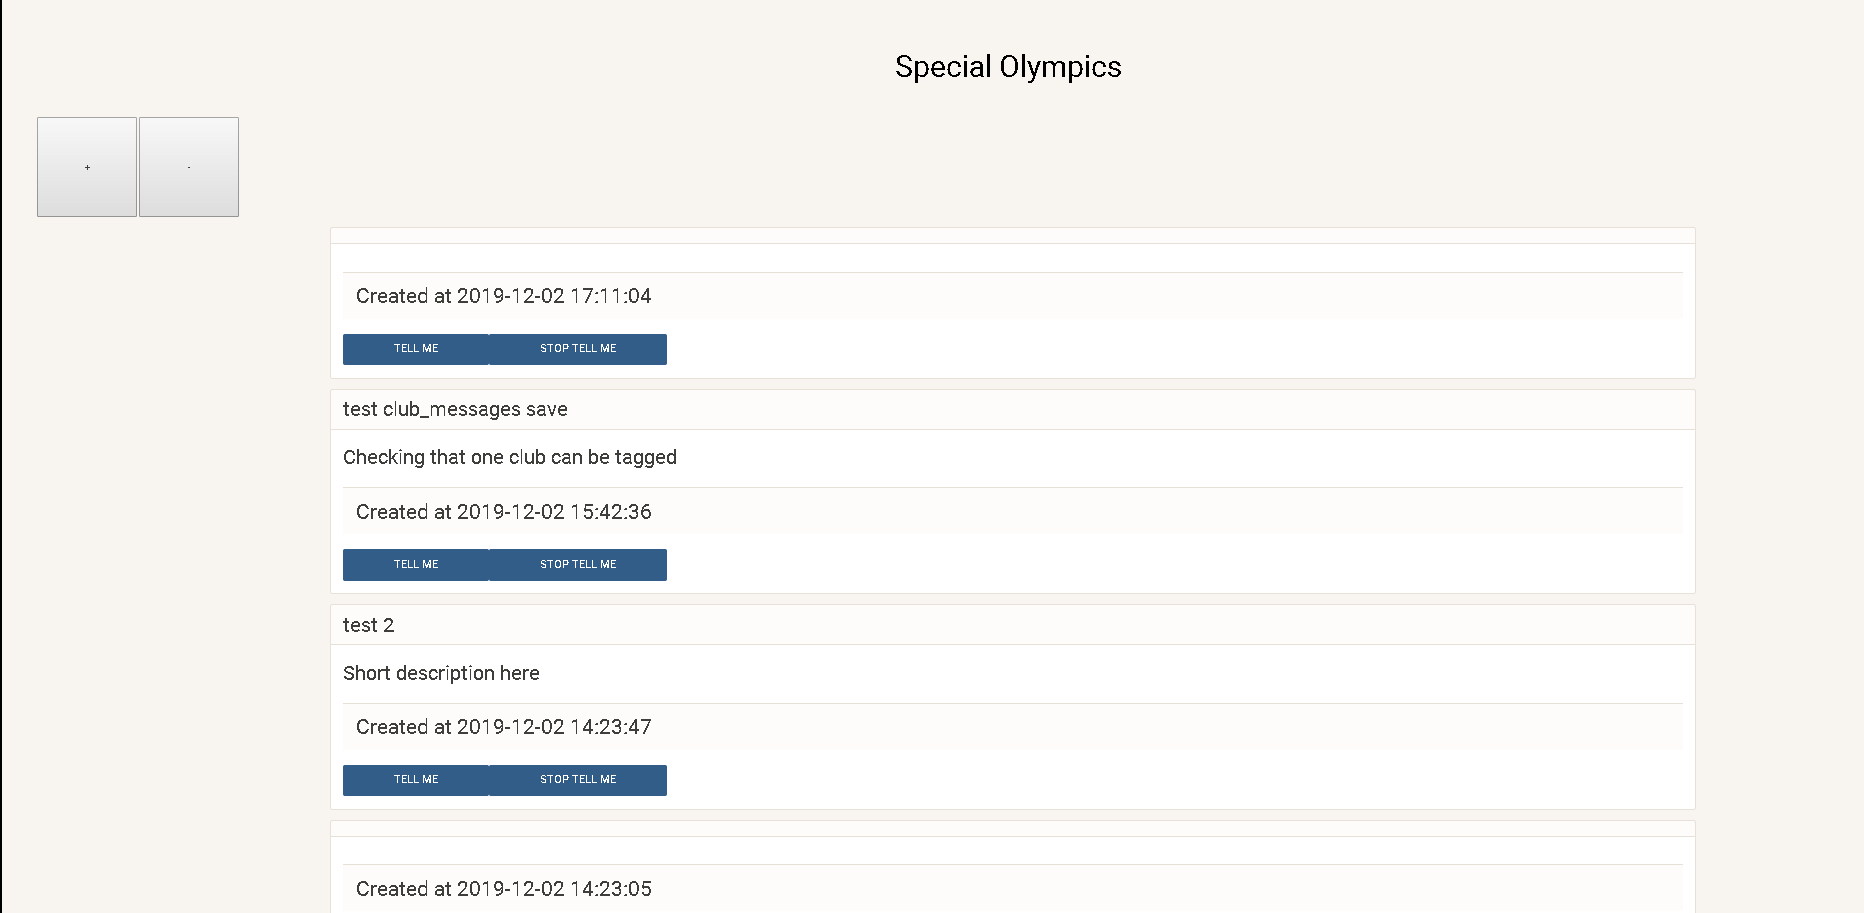 Special Olympics
+ -
Created at 2019-12-02 17:11:04
TELL ME STOP TELL ME
test club_messages save
Checking that one club can be tagged
Created at 2019-12-02 15:42:36
TELL ME STOP TELL ME
test 2
Short description here
Created at 2019-12-02 14:23:47
TELL ME STOP TELL ME
Created at 2019-12-02 14:23:05